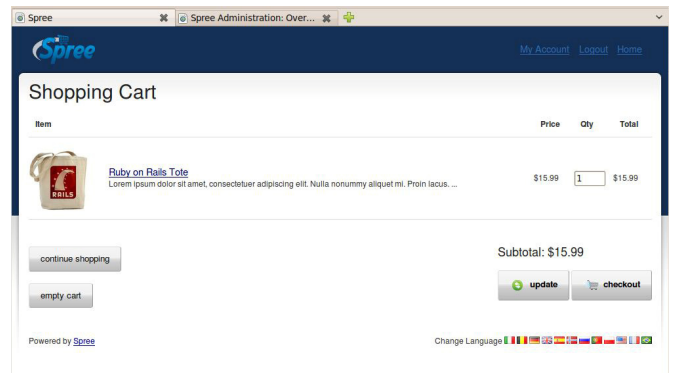 Spree
Spree Administration: Over...
Spree
My Account Logout Home
Shopping Cart
Item Price Qty Total
Ruby on Rails Tote
Lorem ipsum dolor sit amet, consectetuer adipiscing elit. Nulla nonummy aliquet mi. Proin lacus. ...
$15.99 1 $15.99
RAILS
continue shopping
Subtotal: $15.99
update checkout
empty cart
Powered by Spree
Change Language